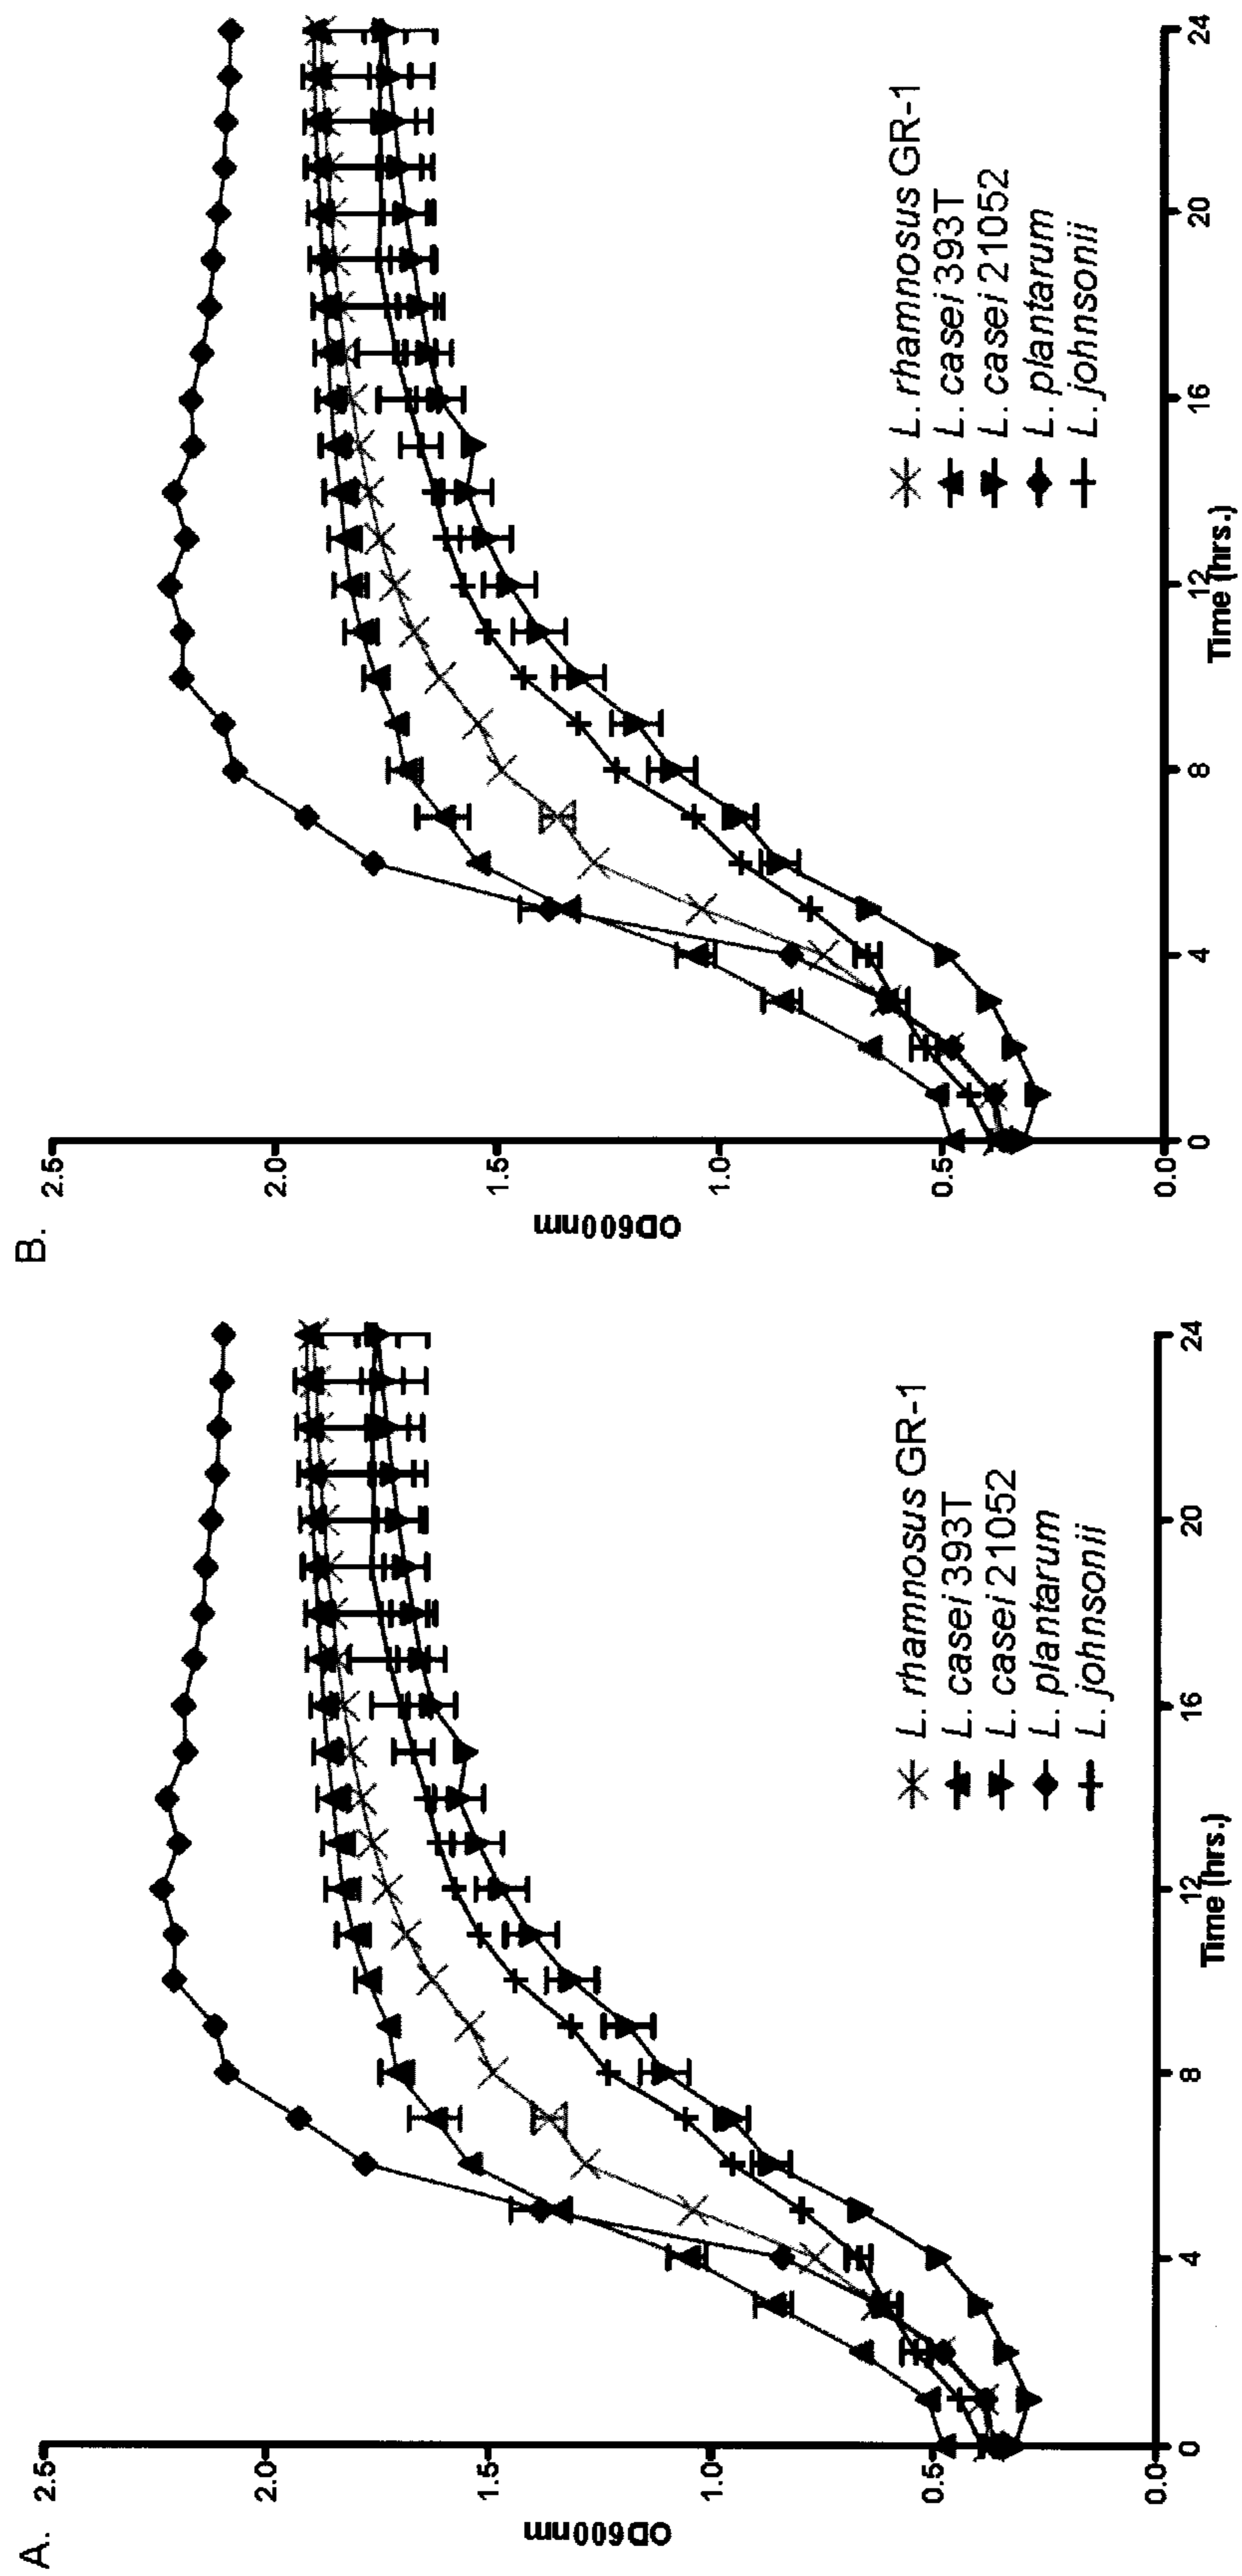 A.
OD600nm
2.5
2.0
1.5
1.0
0.5
0.0
0
4
8
12
16
20
24
Time (hrs.)
L. rhamnosus GR-1
L. casei 393T
L. casei 21052
L. plantarum
L. johnsonii
B.
OD600nm
2.5
2.0
1.5
1.0
0.5
0.0
0
4
8
12
16
20
24
Time (hrs.)
L. rhamnosus GR-1
L. casei 393T
L. casei 21052
L. plantarum
L. johnsonii